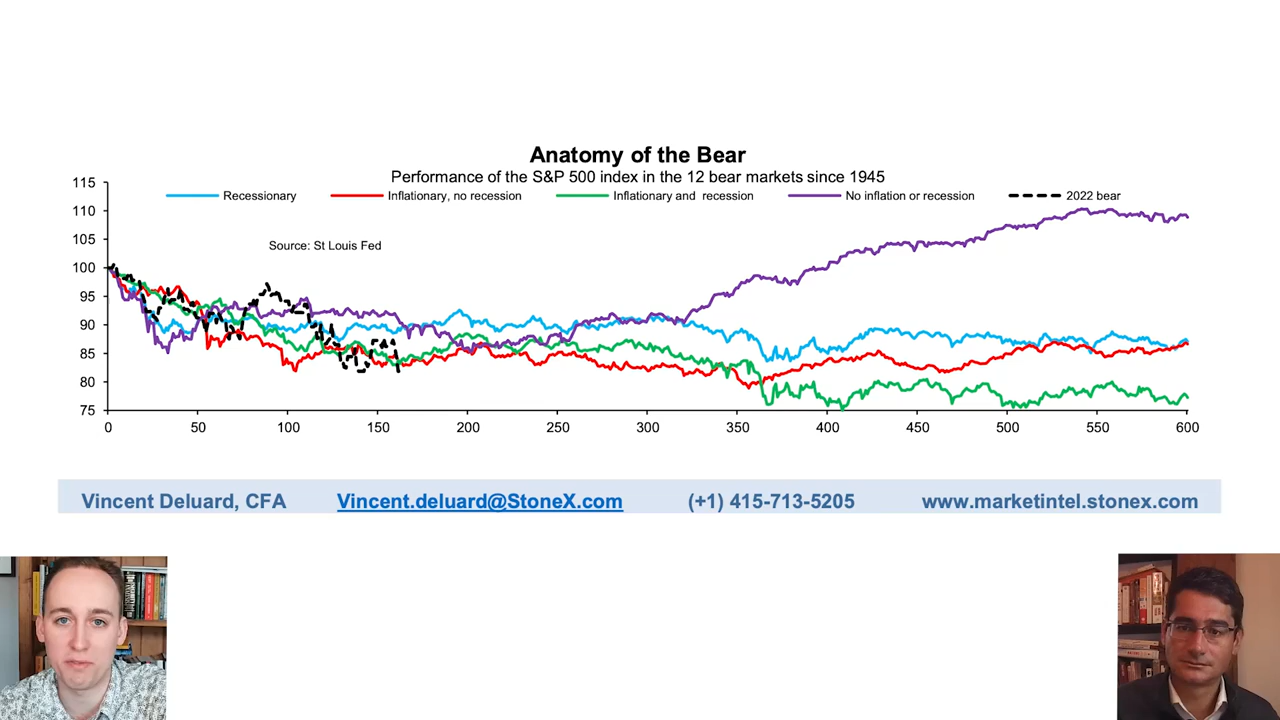 Anatomy of the Bear
Performance of the S&P 500 index in the 12 bear markets since 1945
Recessionary Inflationary, no recession Inflationary and recession No inflation or recession 2022 bear
Source: St Louis Fed
115
110
105
100
95
90
85
80
75
0 50 100 150 200 250 300 350 400 450 500 550 600
Vincent Deluard, CFA Vincent.deluard@StoneX.com (+1) 415-713-5205 www.marketintel.stonex.com